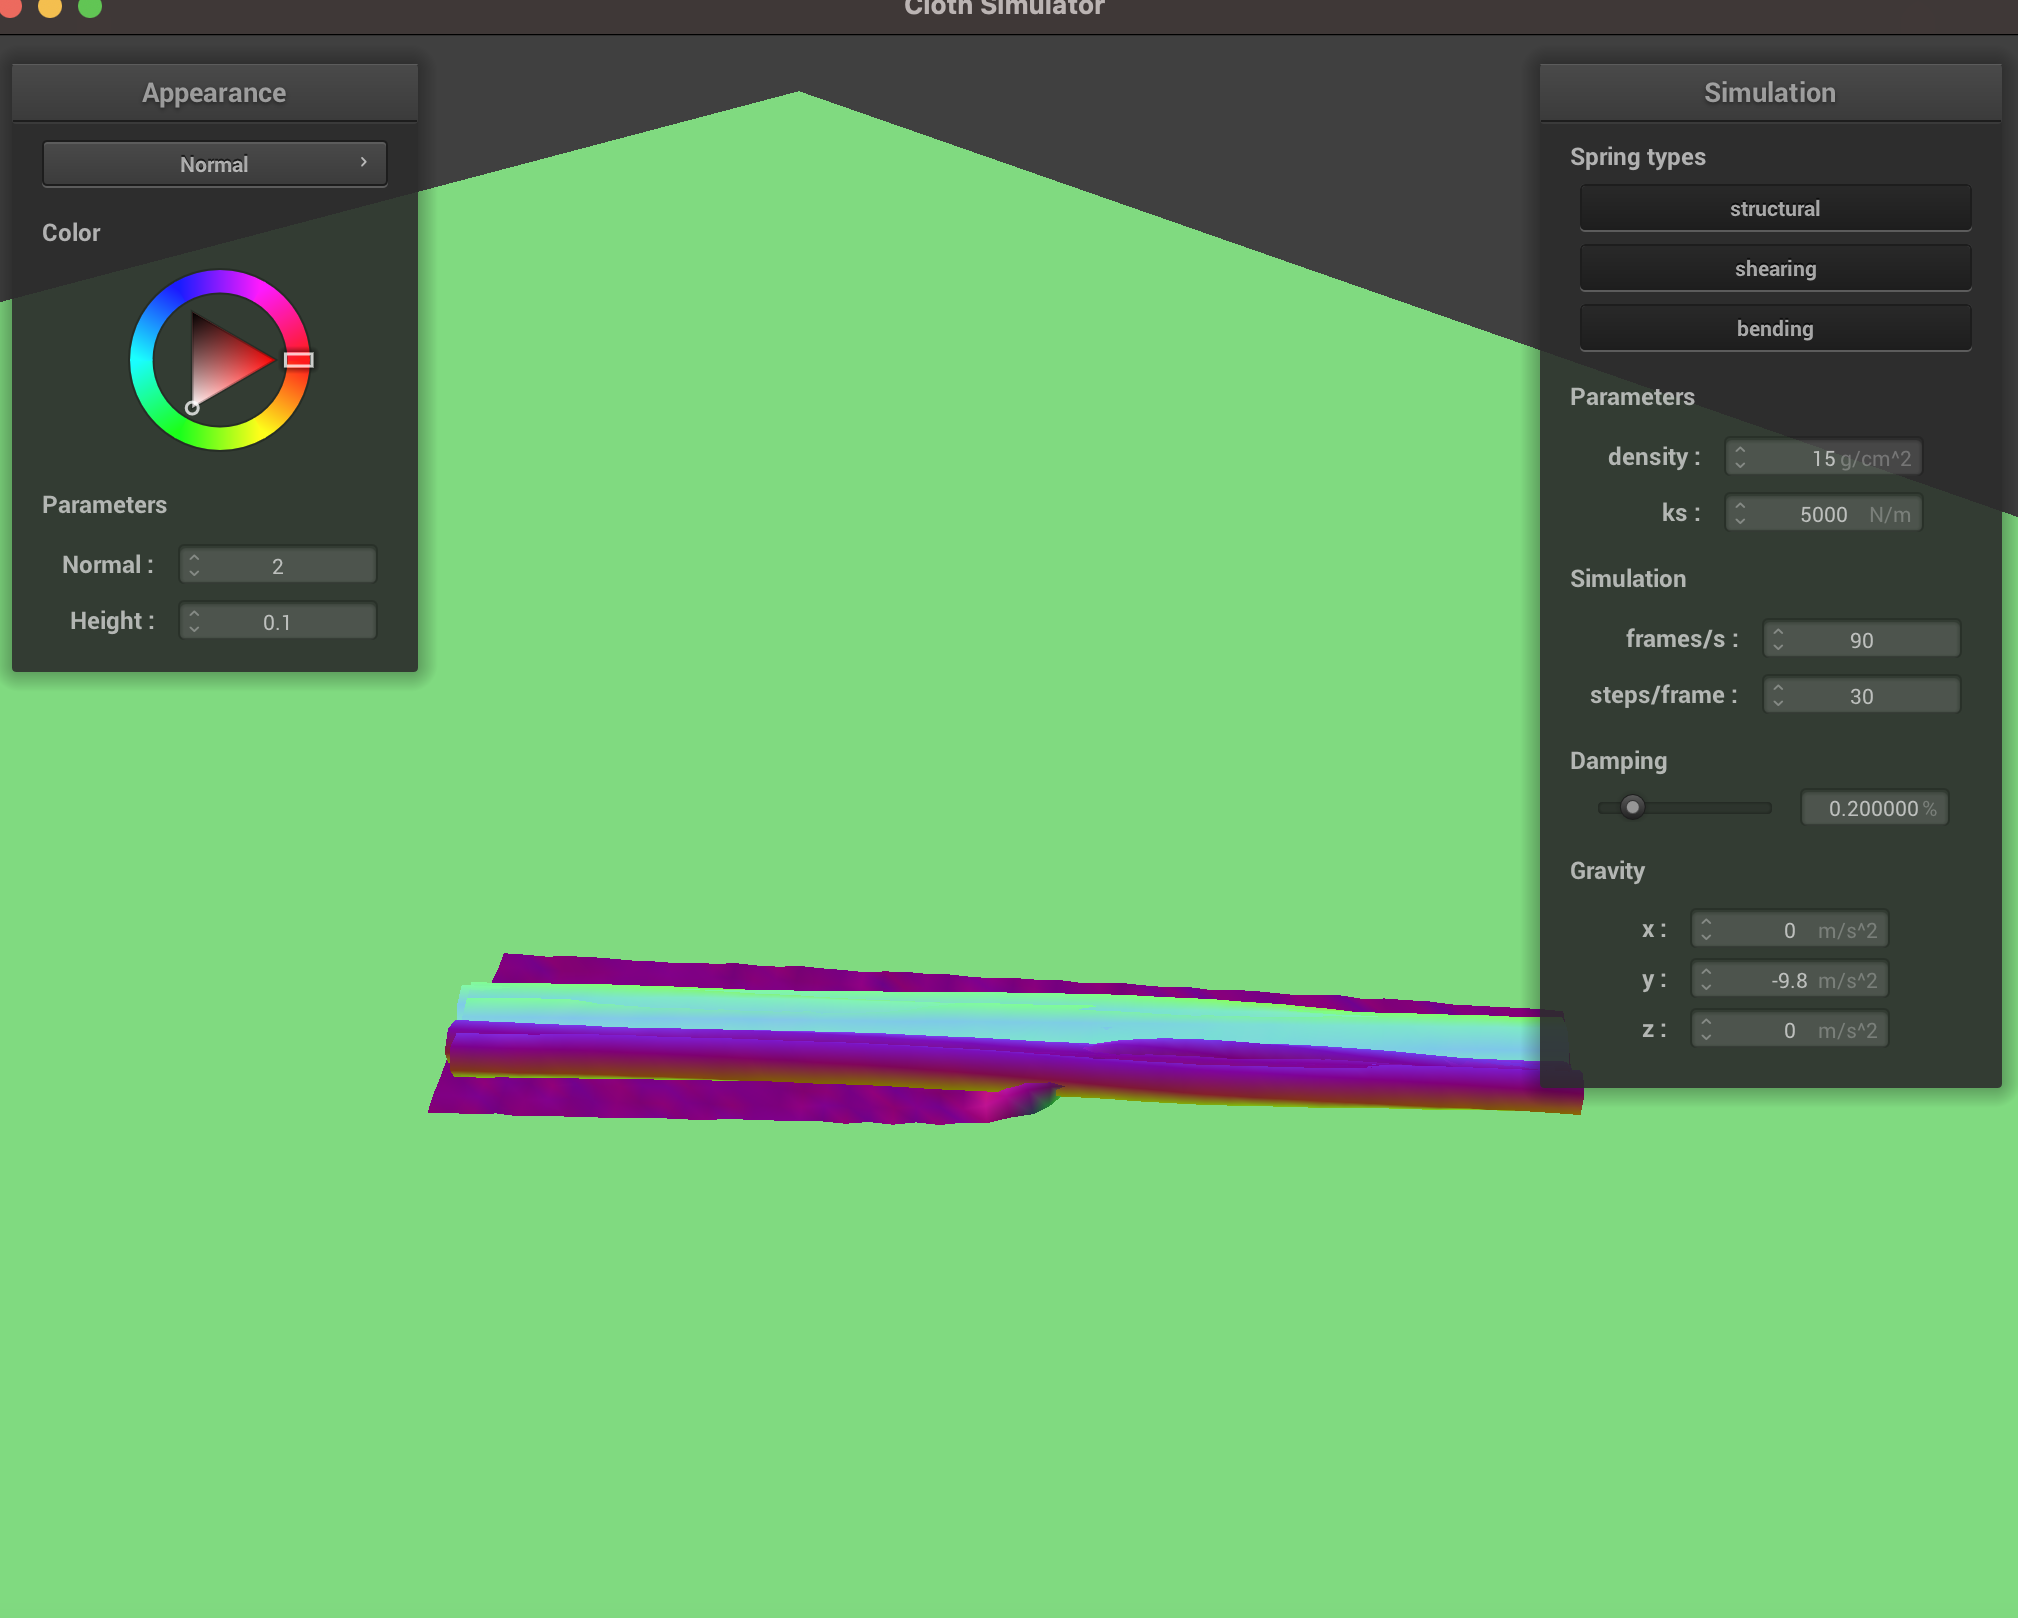 Cloth Simulator
Appearance
Normal
Color
Parameters
Normal :
2
Height :
0.1
Simulation
Spring types
structural
shearing
bending
Parameters
density :
15 g/cm^2
ks :
5000 N/m
Simulation
frames/s :
90
steps/frame :
30
Damping
0.200000 %
Gravity
x :
0 m/s^2
y :
-9.8 m/s^2
z :
0 m/s^2